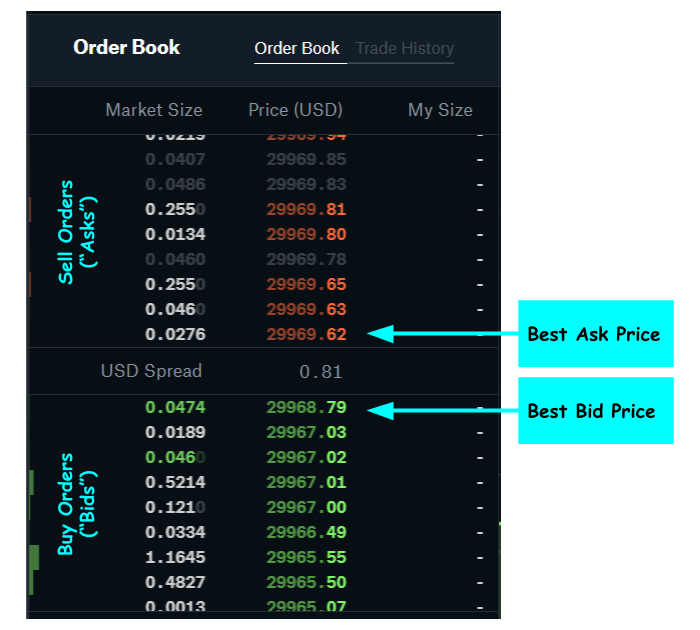 Order Book
Order Book Trade History
Market Size Price (USD) My Size
0.0219 29969.94 -
0.0407 29969.85 -
0.0486 29969.83 -
0.2550 29969.81 -
0.0134 29969.80 -
0.0460 29969.78 -
0.2550 29969.65 -
0.0460 29969.63 -
0.0276 29969.62 -
Sell Orders
("Asks")
Best Ask Price
USD Spread 0.81
0.0474 29968.79 -
0.0189 29967.03 -
0.0460 29967.02 -
0.5214 29967.01 -
0.1210 29967.00 -
0.0334 29966.49 -
1.1645 29965.55 -
0.4827 29965.50 -
0.0013 29965.07 -
Best Bid Price
Buy Orders
("Bids")